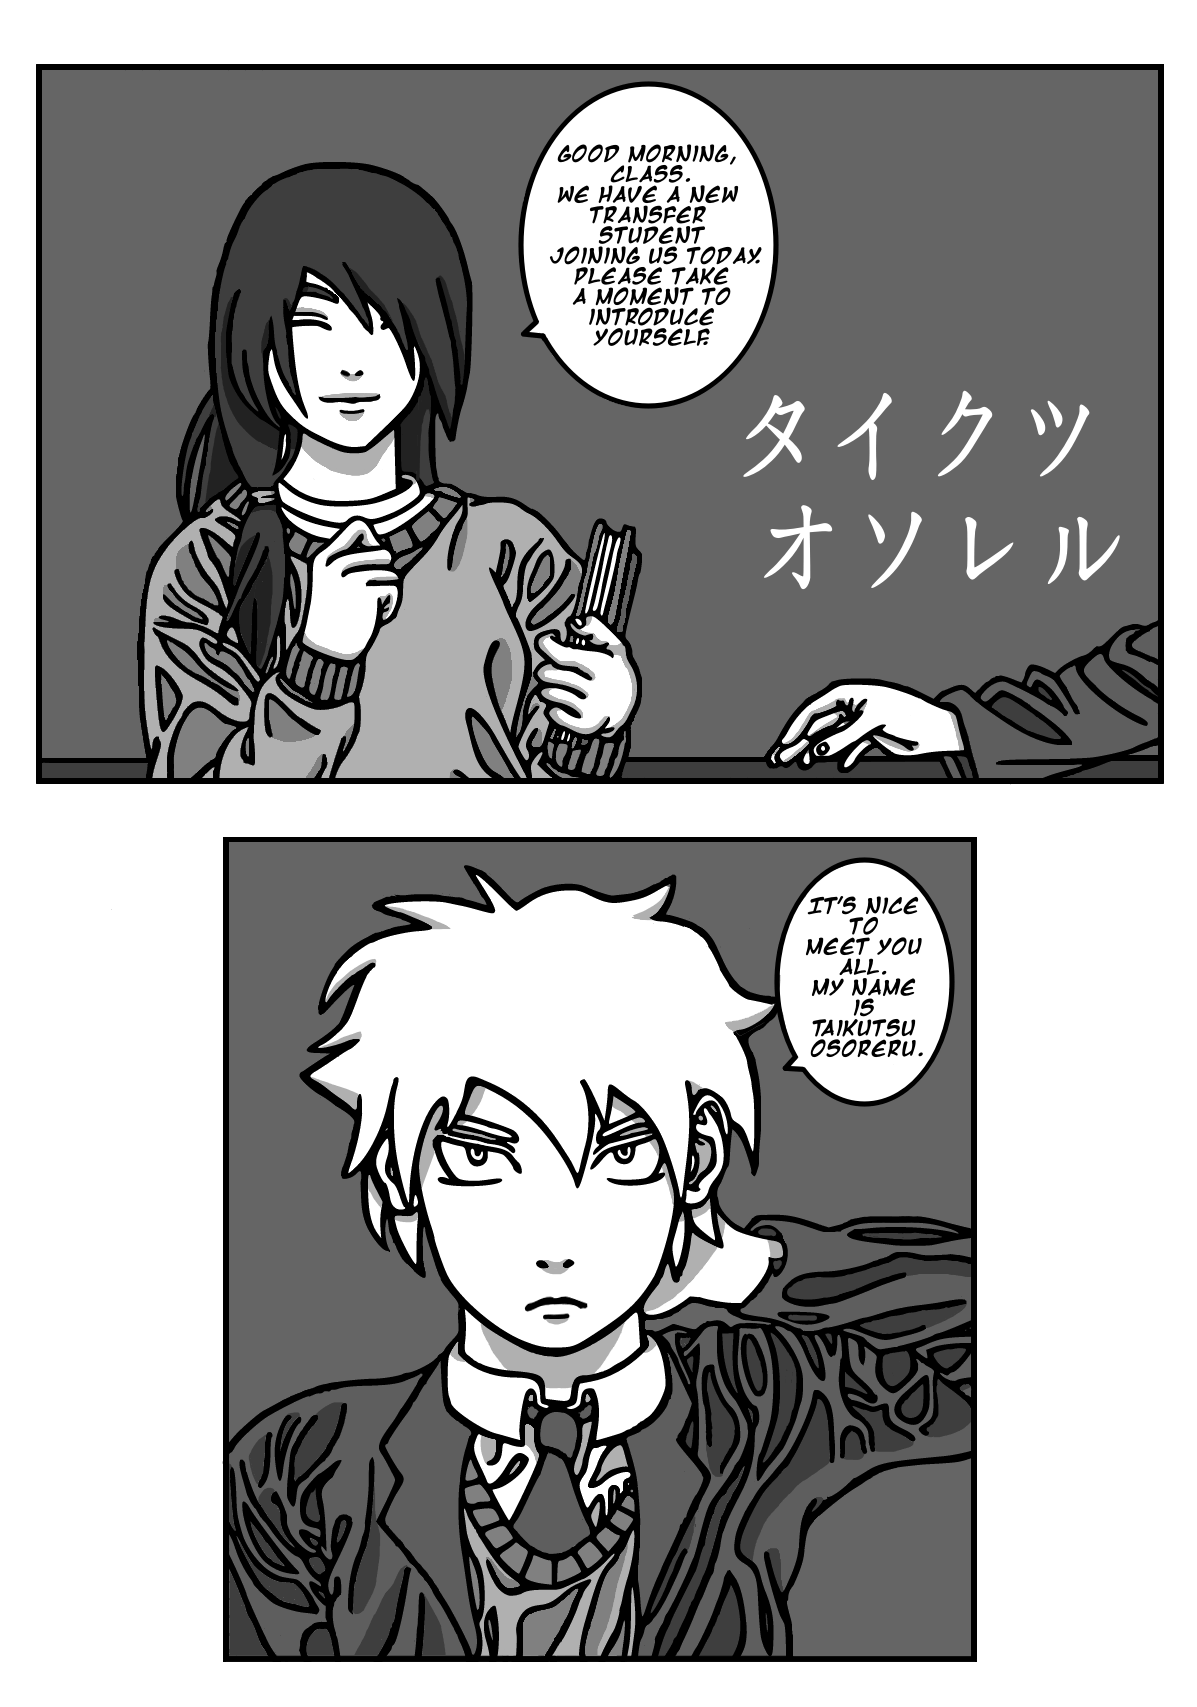 GOOD MORNING,
CLASS.
WE HAVE A NEW
TRANSFER
STUDENT
JOINING US TODAY.
PLEASE TAKE
A MOMENT TO
INTRODUCE
YOURSELF.
タイクツ
オソレル
IT'S NICE
TO
MEET YOU
ALL.
MY NAME
IS
TAIKUTSU
OSORERU.